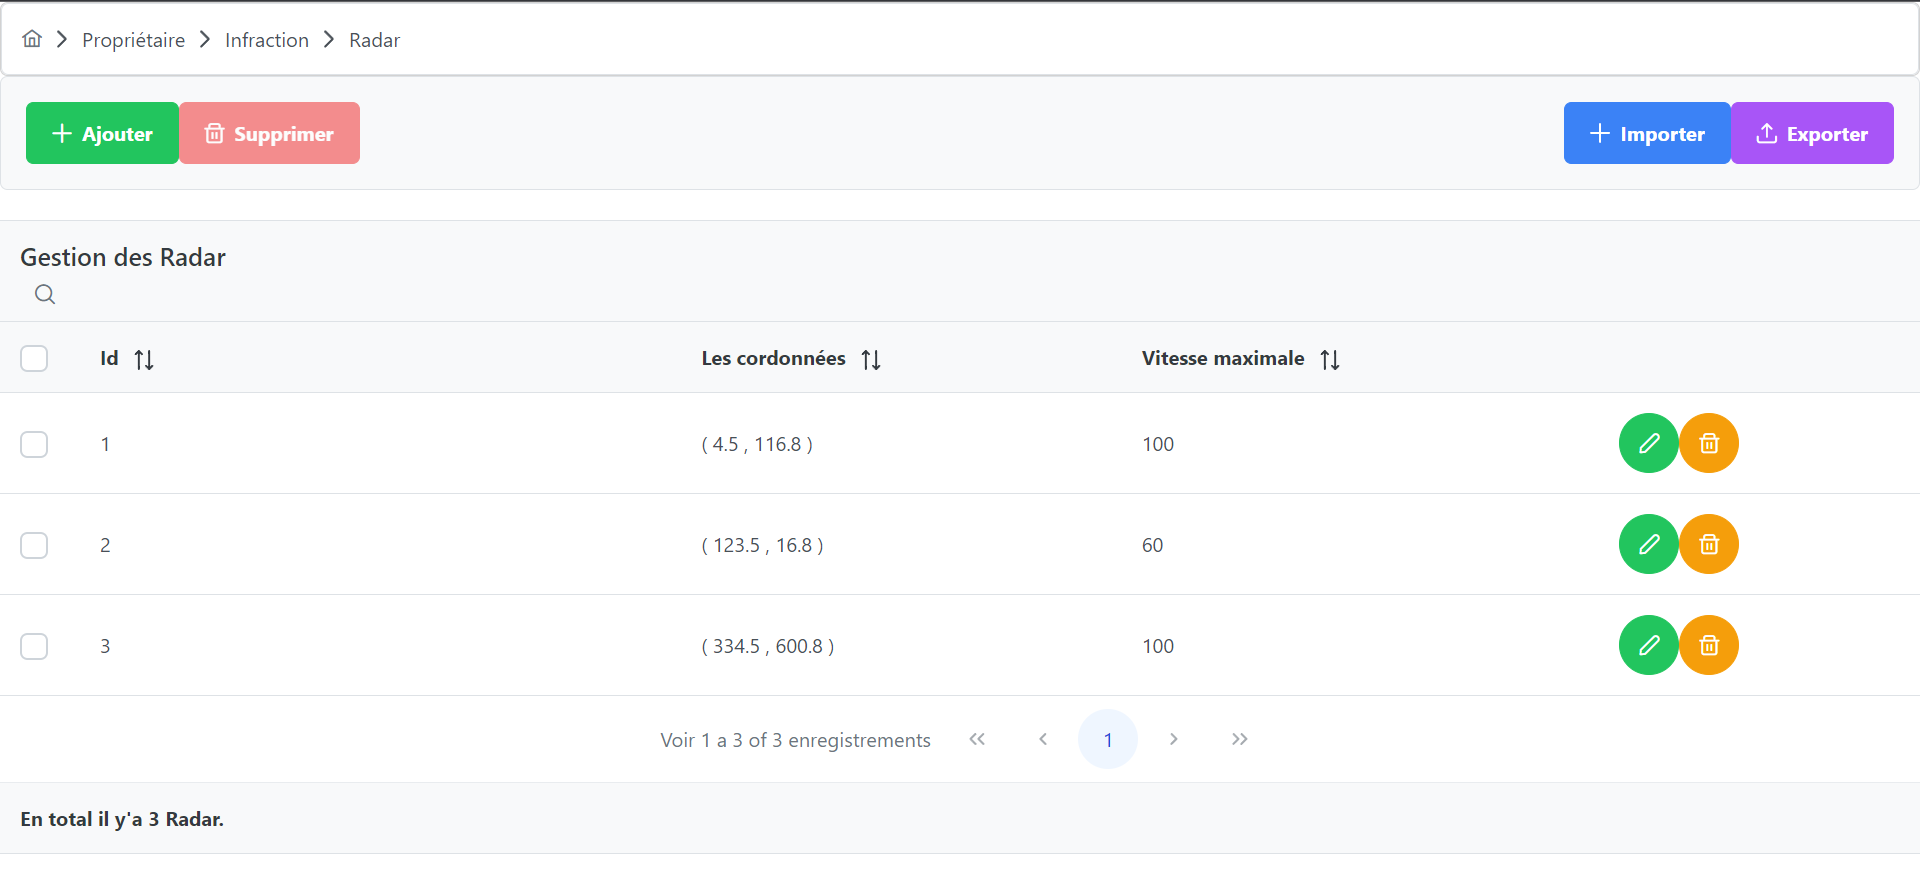 Propriétaire Infraction Radar
Ajouter Supprimer Importer Exporter
Gestion des Radar
Id Les cordonnées Vitesse maximale
1 ( 4.5 , 116.8 ) 100
2 ( 123.5 , 16.8 ) 60
3 ( 334.5 , 600.8 ) 100
Voir 1 a 3 of 3 enregistrements 1
En total il y'a 3 Radar.